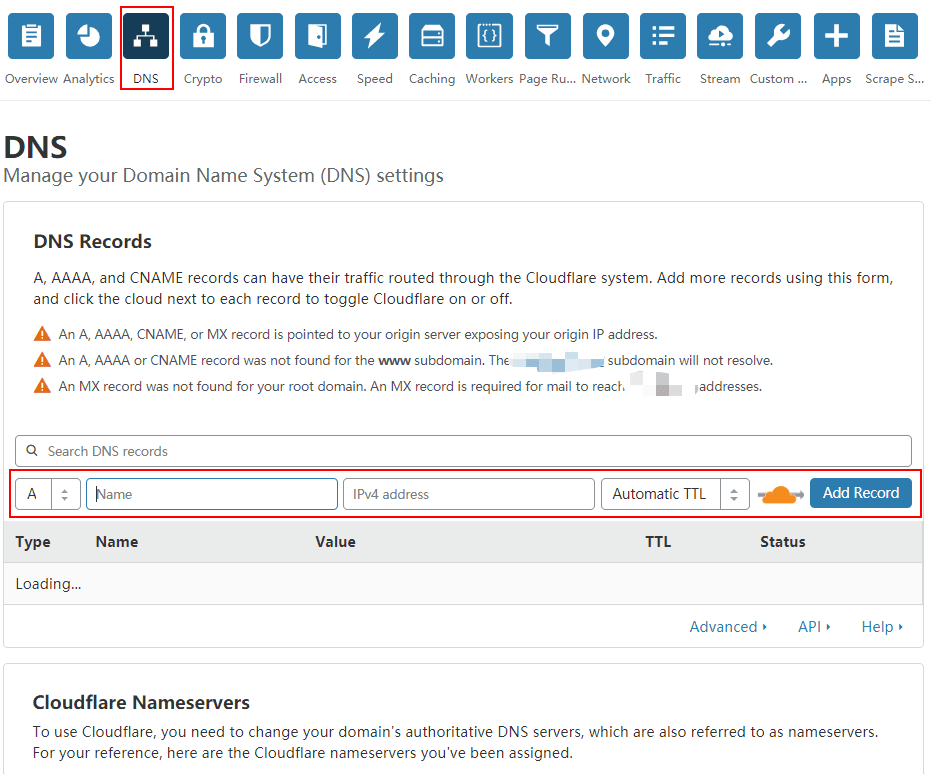 Overview Analytics DNS Crypto Firewall Access Speed Caching Workers Page Ru... Network Traffic Stream Custom ... Apps Scrape S...
DNS
Manage your Domain Name System (DNS) settings
DNS Records
A, AAAA, and CNAME records can have their traffic routed through the Cloudflare system. Add more records using this form,
and click the cloud next to each record to toggle Cloudflare on or off.
An A, AAAA, CNAME, or MX record is pointed to your origin server exposing your origin IP address.
An A, AAAA or CNAME record was not found for the www subdomain. The subdomain will not resolve.
An MX record was not found for your root domain. An MX record is required for mail to reach addresses.
Search DNS records
A Name IPv4 address Automatic TTL Add Record
Type Name Value TTL Status
Loading...
Advanced API Help
Cloudflare Nameservers
To use Cloudflare, you need to change your domain's authoritative DNS servers, which are also referred to as nameservers.
For your reference, here are the Cloudflare nameservers you've been assigned.